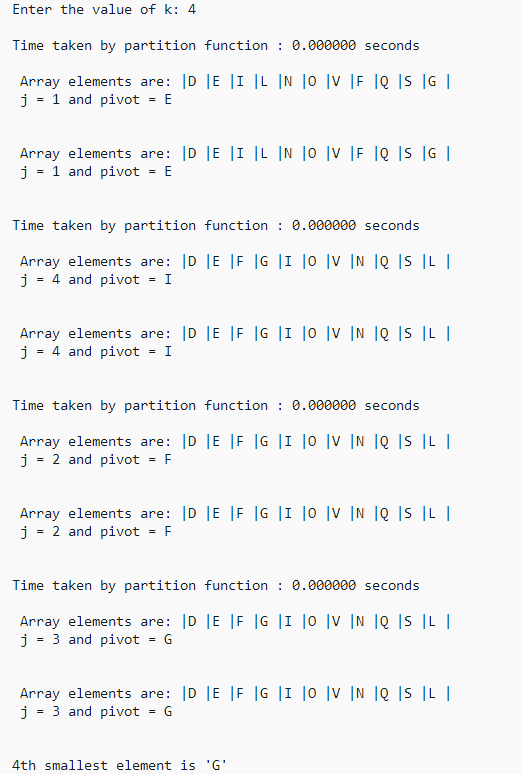 Enter the value of k: 4
Time taken by partition function : 0.000000 seconds
Array elements are: |D |E |I |L |N |O |V |F |Q |S |G |
j = 1 and pivot = E
Array elements are: |D |E |I |L |N |O |V |F |Q |S |G |
j = 1 and pivot = E
Time taken by partition function : 0.000000 seconds
Array elements are: |D |E |F |G |I |O |V |N |Q |S |L |
j = 4 and pivot = I
Array elements are: |D |E |F |G |I |O |V |N |Q |S |L |
j = 4 and pivot = I
Time taken by partition function : 0.000000 seconds
Array elements are: |D |E |F |G |I |O |V |N |Q |S |L |
j = 2 and pivot = F
Array elements are: |D |E |F |G |I |O |V |N |Q |S |L |
j = 2 and pivot = F
Time taken by partition function : 0.000000 seconds
Array elements are: |D |E |F |G |I |O |V |N |Q |S |L |
j = 3 and pivot = G
Array elements are: |D |E |F |G |I |O |V |N |Q |S |L |
j = 3 and pivot = G
4th smallest element is 'G'